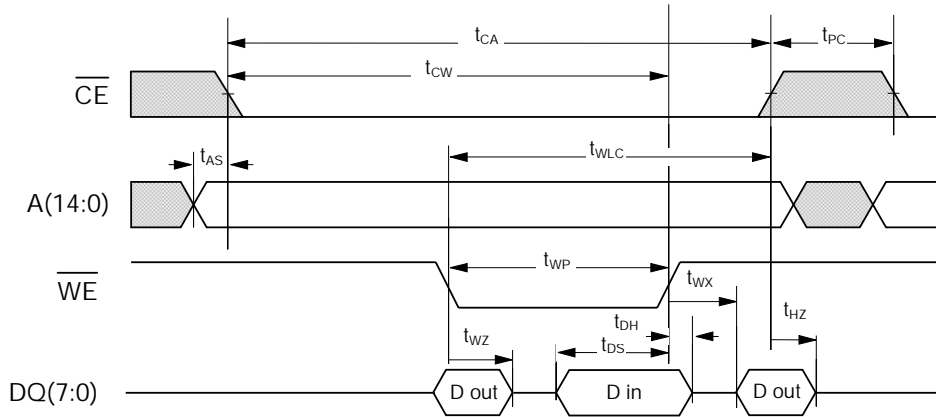 tCA
tPC
tCW
CE
tWLC
tAS
A(14:0)
tWP
WE
tWX
tDH
tHZ
tWZ
tDS
DQ(7:0)
D out
D in
D out